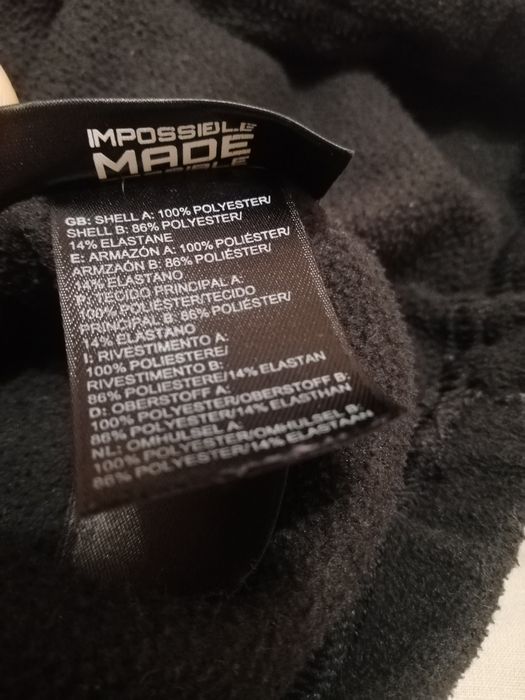 IMPOSSIBLE
MADE
POSSIBLE
GB: SHELL A: 100% POLYESTER/
SHELL B: 86% POLYESTER/
14% ELASTANE
E: ARMAZÓN A: 100% POLIÉSTER/
ARMZAÓN B: 86% POLIÉSTER/
14% ELASTANO
P: TECIDO PRINCIPAL A:
100% POLIÉSTER/TECIDO
PRINCIPAL B: 86% POLIÉSTER/
14% ELASTANO
I: RIVESTIMENTO A:
100% POLIESTERE/
RIVESTIMENTO B:
86% POLIESTERE/14% ELASTAN
D: OBERSTOFF A:
100% POLYESTER/OBERSTOFF B:
86% POLYESTER/14% ELASTHAN
NL: OMHULSEL A:
100% POLYESTER/OMHULSEL B:
86% POLYESTER/14% ELASTAAN